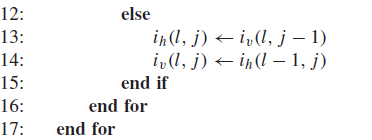 12: else
13: i_h(l, j) ← i_v(l, j − 1)
14: i_v(l, j) ← i_h(l − 1, j)
15: end if
16: end for
17: end for